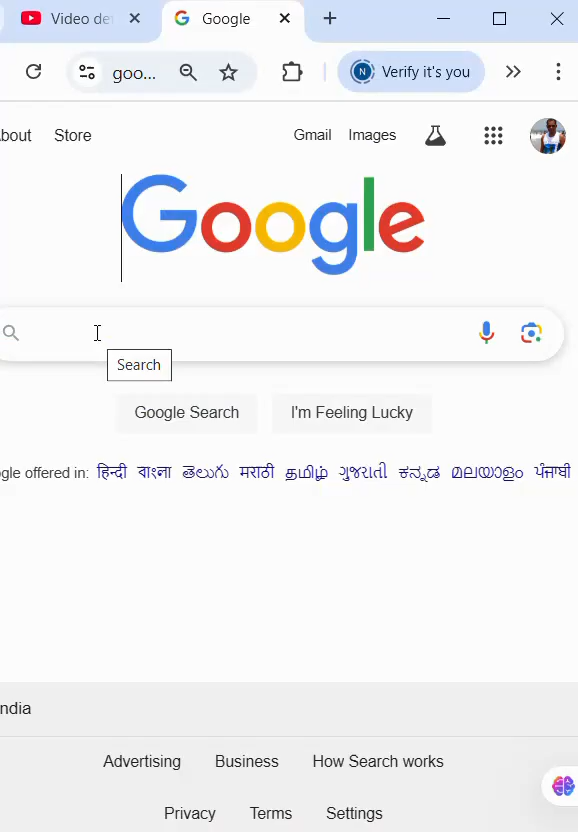 Video de
Google
goo...
N
Verify it's you
bout
Store
Gmail
Images
Google
Search
Google Search
I'm Feeling Lucky
gle offered in: हिन्दी বাংলা తెలుగు मराठी தமிழ் ગુજરાતી ಕನ್ನಡ മലയാളം ਪੰਜਾਬੀ
ndia
Advertising
Business
How Search works
Privacy
Terms
Settings